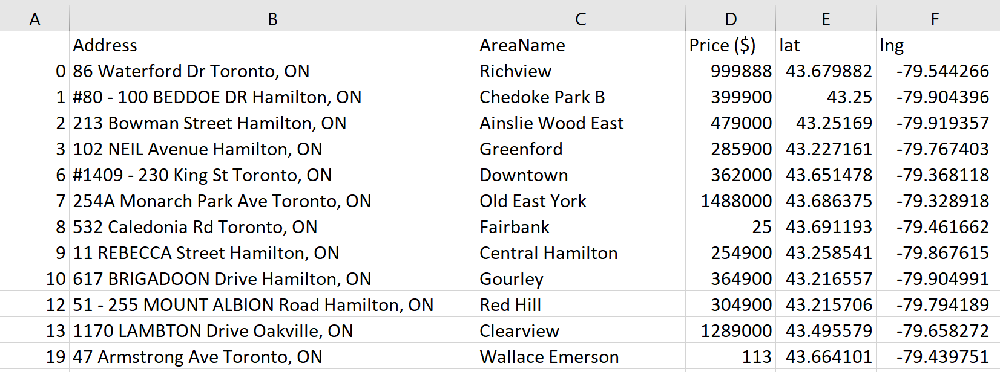 A B C D E F
Address AreaName Price ($) lat lng
0 86 Waterford Dr Toronto, ON Richview 999888 43.679882 -79.544266
1 #80 - 100 BEDDOE DR Hamilton, ON Chedoke Park B 399900 43.25 -79.904396
2 213 Bowman Street Hamilton, ON Ainslie Wood East 479000 43.25169 -79.919357
3 102 NEIL Avenue Hamilton, ON Greenford 285900 43.227161 -79.767403
6 #1409 - 230 King St Toronto, ON Downtown 362000 43.651478 -79.368118
7 254A Monarch Park Ave Toronto, ON Old East York 1488000 43.686375 -79.328918
8 532 Caledonia Rd Toronto, ON Fairbank 25 43.691193 -79.461662
9 11 REBECCA Street Hamilton, ON Central Hamilton 254900 43.258541 -79.867615
10 617 BRIGADOON Drive Hamilton, ON Gourley 364900 43.216557 -79.904991
12 51 - 255 MOUNT ALBION Road Hamilton, ON Red Hill 304900 43.215706 -79.794189
13 1170 LAMBTON Drive Oakville, ON Clearview 1289000 43.495579 -79.658272
19 47 Armstrong Ave Toronto, ON Wallace Emerson 113 43.664101 -79.439751